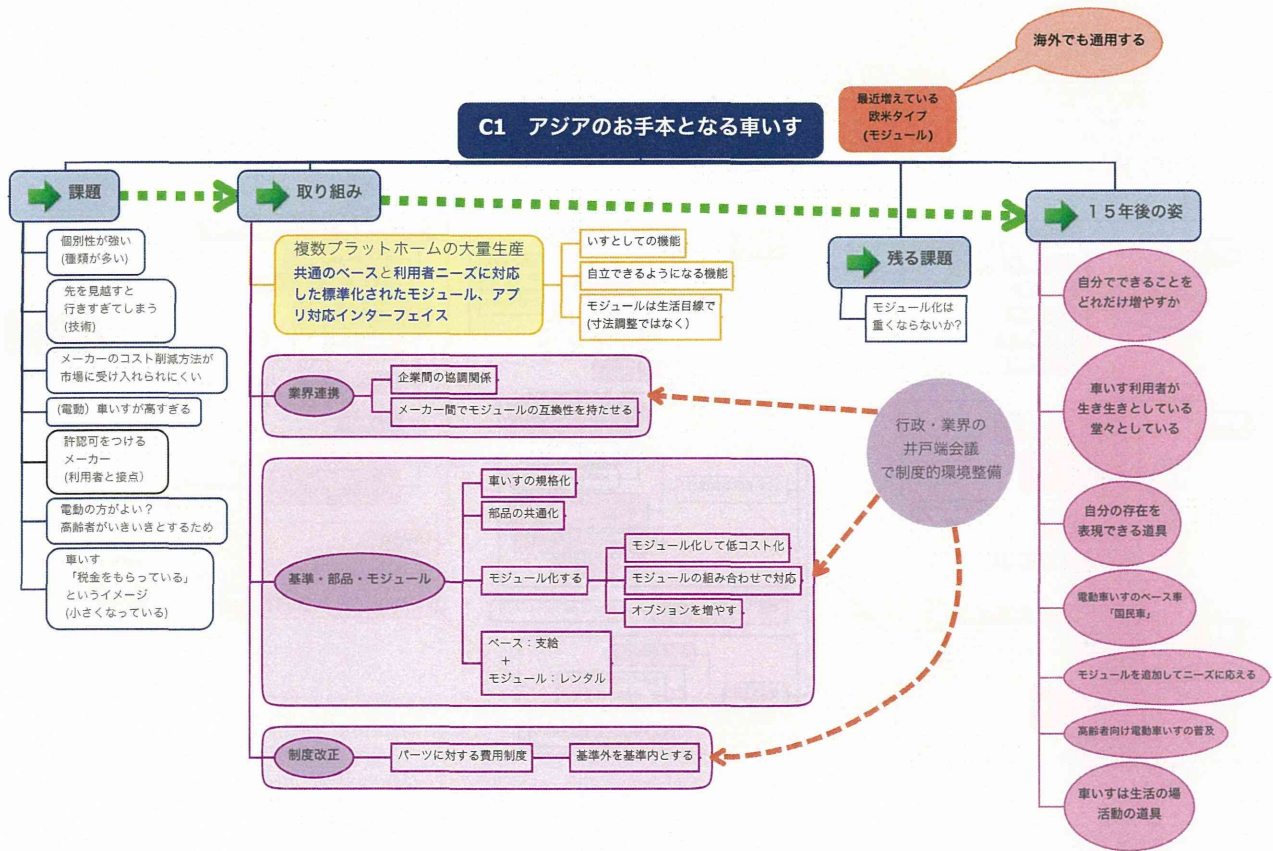 海外でも通用する
最近増えている
欧米タイプ
(モジュール)
C1　アジアのお手本となる車いす
課題
個別性が強い
(種類が多い)
先を見越すと
行きすぎてしまう
(技術)
メーカーのコスト削減方法が
市場に受け入れられにくい
(電動）車いすが高すぎる
許認可をつける
メーカー
(利用者と接点）
電動の方がよい？
高齢者がいきいきとするため
車いす
「税金をもらっている」
というイメージ
(小さくなっている)
取り組み
複数プラットホームの大量生産
共通のベースと利用者ニーズに対応
した標準化されたモジュール、アプ
リ対応インターフェイス
いすとしての機能
自立できるようになる機能
モジュールは生活目線で
(寸法調整ではなく）
業界連携
企業間の協調関係
メーカー間でモジュールの互換性を持たせる
基準・部品・モジュール
車いすの規格化
部品の共通化
モジュール化する
モジュール化して低コスト化
モジュールの組み合わせで対応
オプションを増やす
ベース：支給
＋
モジュール：レンタル
制度改正
パーツに対する費用制度
基準外を基準内とする
行政・業界の
井戸端会議
で制度的環境整備
残る課題
モジュール化は
重くならないか?
１５年後の姿
自分でできることを
どれだけ増やすか
車いす利用者が
生き生きとしている
堂々としている
自分の存在を
表現できる道具
電動車いすのベース車
「国民車」
モジュールを追加してニーズに応える
高齢者向け電動車いすの普及
車いすは生活の場
活動の道具